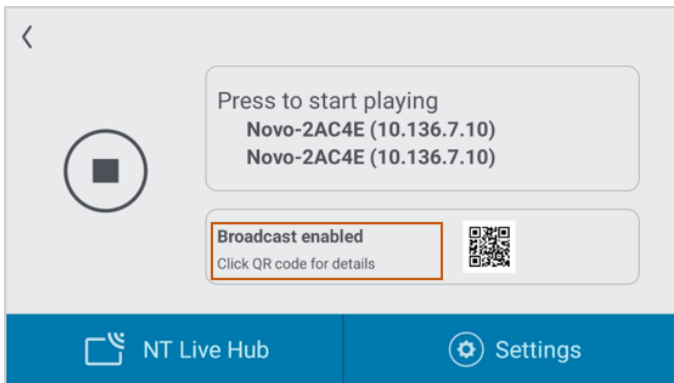 Press to start playing
Novo-2AC4E (10.136.7.10)
Novo-2AC4E (10.136.7.10)
Broadcast enabled
Click QR code for details
NT Live Hub
Settings